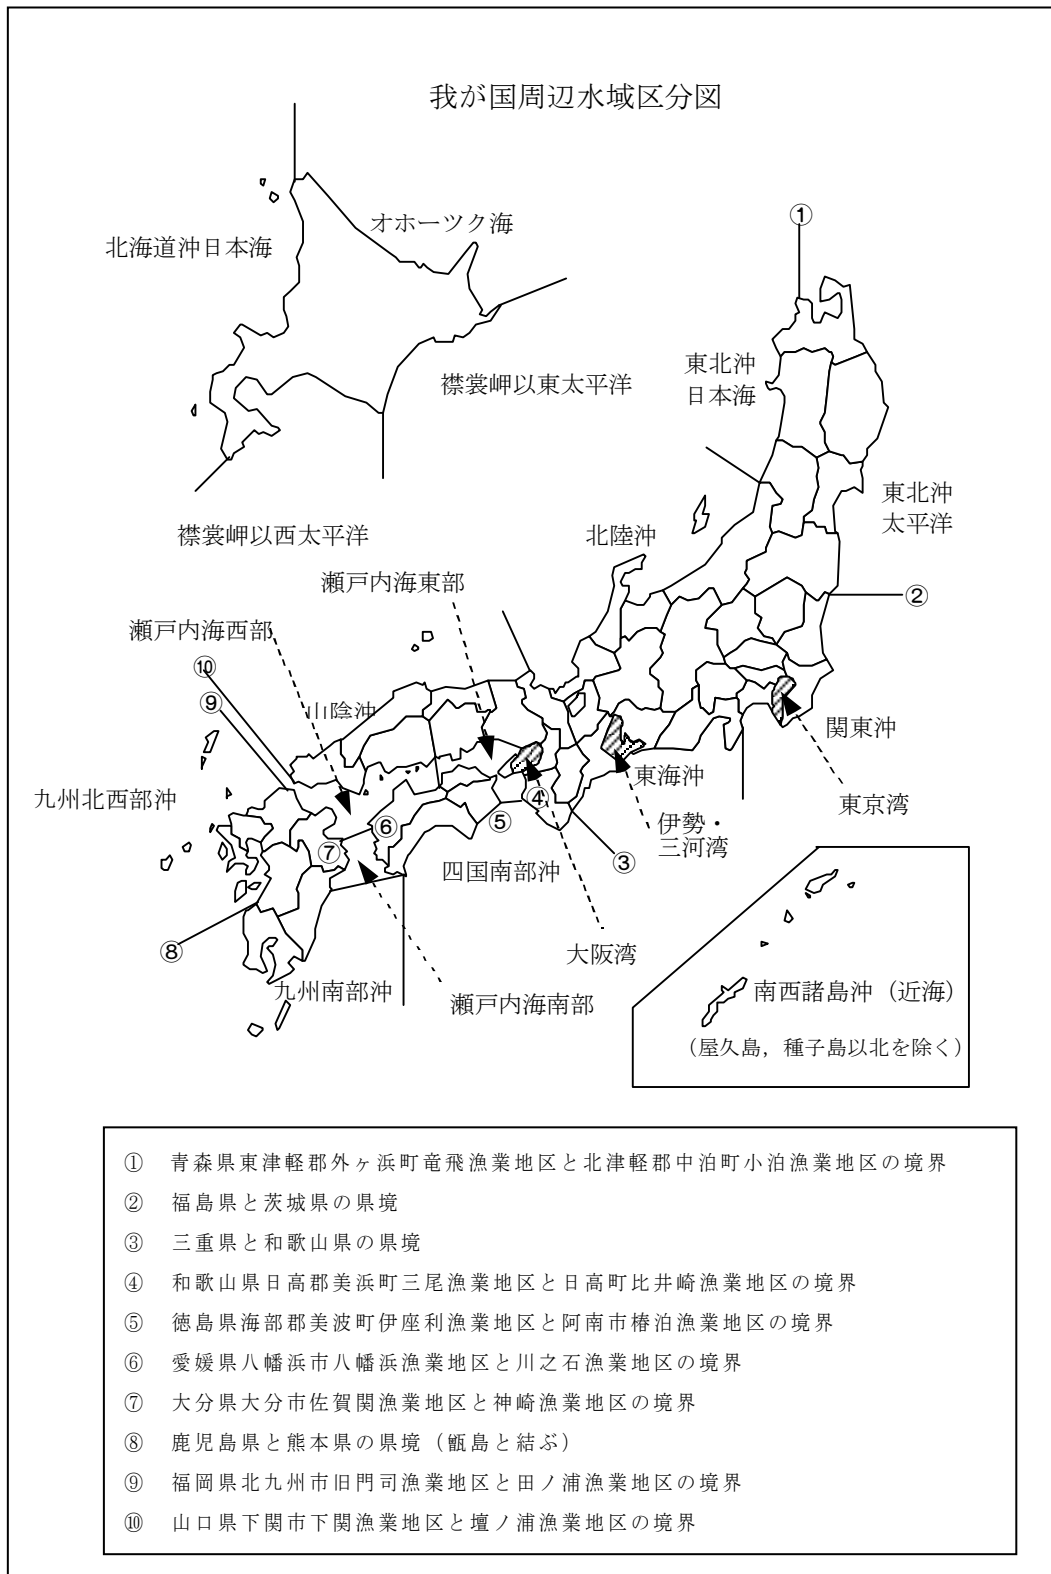 我が国周辺水域区分図
オホーツク海
①
北海道沖日本海
東北沖
日本海
襟裳岬以東太平洋
東北沖
太平洋
襟裳岬以西太平洋
北陸沖
瀬戸内海東部
②
瀬戸内海西部
⑩
⑨
山陰沖
関東沖
東海沖
九州北西部沖
④
東京湾
⑤
⑥
伊勢・
三河湾
⑦
③
四国南部沖
⑧
大阪湾
九州南部沖
瀬戸内海南部
南西諸島沖（近海）
（屋久島，種子島以北を除く）
① 青森県東津軽郡外ヶ浜町竜飛漁業地区と北津軽郡中泊町小泊漁業地区の境界
② 福島県と茨城県の県境
③ 三重県と和歌山県の県境
④ 和歌山県日高郡美浜町三尾漁業地区と日高町比井崎漁業地区の境界
⑤ 徳島県海部郡美波町伊座利漁業地区と阿南市椿泊漁業地区の境界
⑥ 愛媛県八幡浜市八幡浜漁業地区と川之石漁業地区の境界
⑦ 大分県大分市佐賀関漁業地区と神崎漁業地区の境界
⑧ 鹿児島県と熊本県の県境（甑島と結ぶ）
⑨ 福岡県北九州市旧門司漁業地区と田ノ浦漁業地区の境界
⑩ 山口県下関市下関漁業地区と壇ノ浦漁業地区の境界